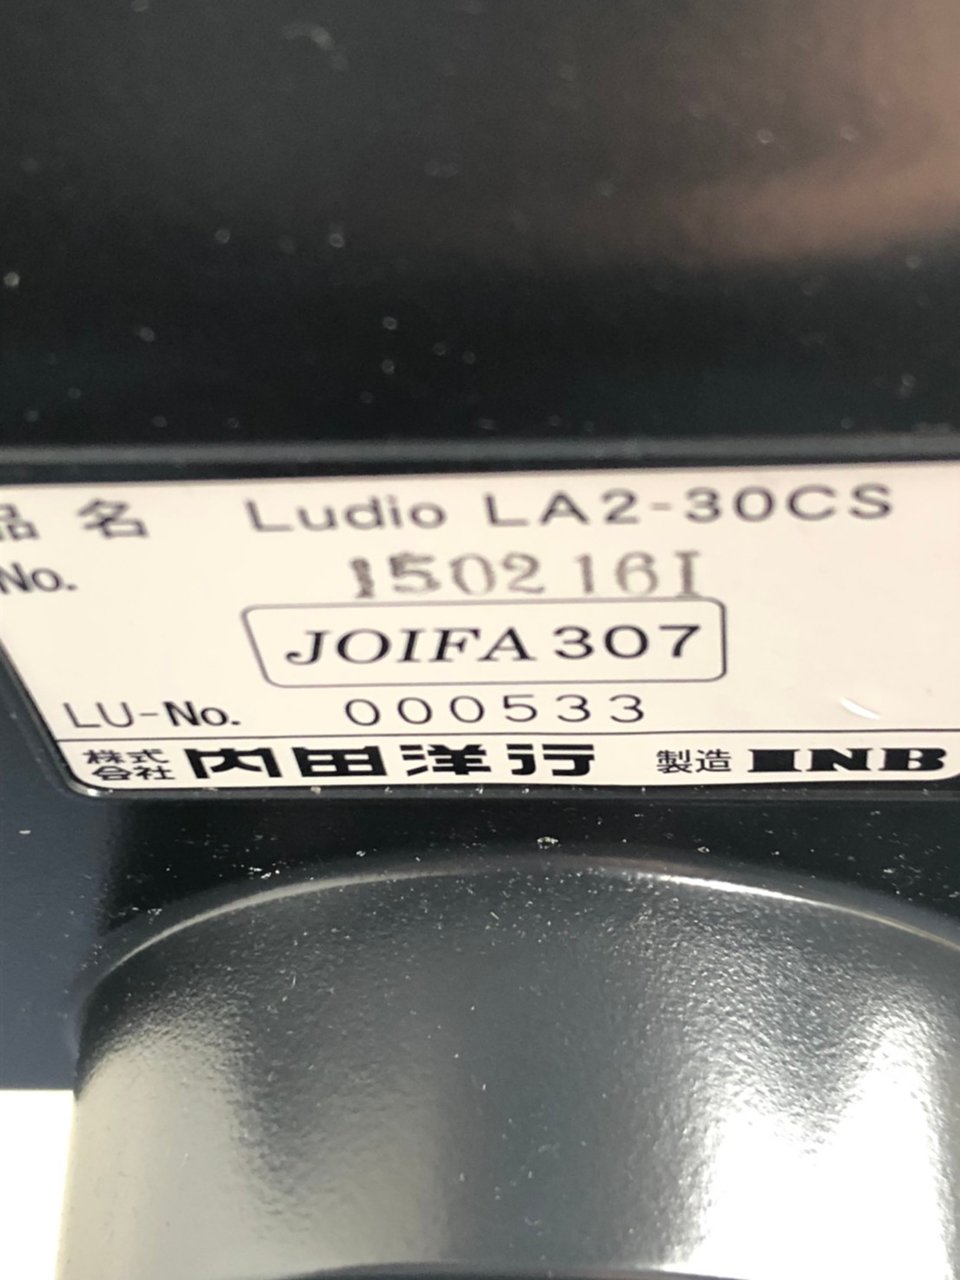 品名 Ludio LA2-30CS
No. 150216I
JOIFA 307
LU-No. 000533
株式会社 内田洋行 製造 INB